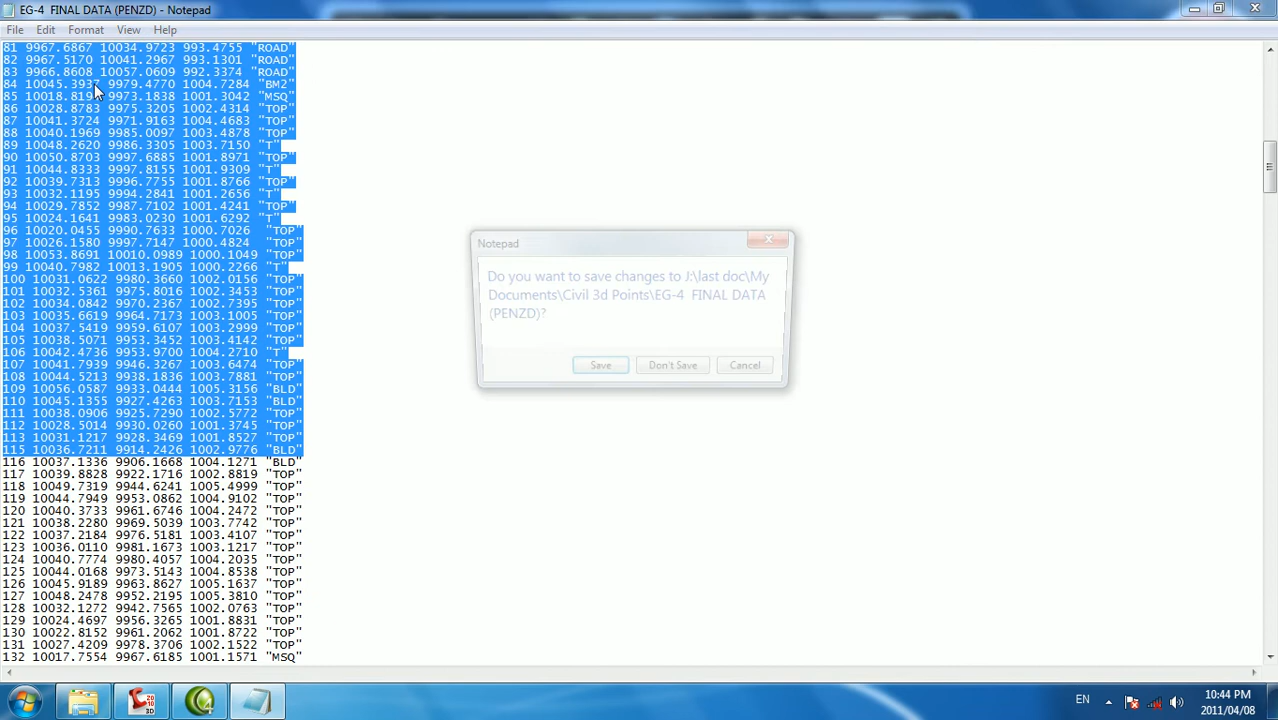 EG-4  FINAL DATA (PENZD) - Notepad
File Edit Format View Help
81 9967.6867 10034.9723 993.4755 "ROAD"
82 9967.5170 10041.2967 993.1301 "ROAD"
83 9966.8608 10057.0609 992.3374 "ROAD"
84 10045.3937 9979.4770 1004.7284 "BM2"
85 10018.819 9973.1838 1001.3042 "MSQ"
86 10028.8783 9975.3205 1002.4314 "TOP"
87 10041.3724 9971.9163 1004.4683 "TOP"
88 10040.1969 9985.0097 1003.4878 "TOP"
89 10048.2620 9986.3305 1003.7150 "T"
90 10050.8703 9997.6885 1001.8971 "TOP"
91 10044.8333 9997.8155 1001.9309 "T"
92 10039.7313 9996.7755 1001.8766 "TOP"
93 10032.1195 9994.2841 1001.2656 "T"
94 10029.7852 9987.7102 1001.4241 "TOP"
95 10024.1641 9983.0230 1001.6292 "T"
96 10020.0455 9990.7633 1000.7026 "TOP"
97 10026.1580 9997.7147 1000.4824 "TOP"
98 10053.8691 10010.0989 1000.1049 "TOP"
99 10040.7982 10013.1905 1000.2266 "T"
100 10031.0622 9980.3660 1002.0156 "TOP"
101 10032.5361 9975.8016 1002.3453 "TOP"
102 10034.0842 9970.2367 1002.7395 "TOP"
103 10035.6619 9964.7173 1003.1005 "TOP"
104 10037.5419 9959.6107 1003.2999 "TOP"
105 10038.5071 9953.3452 1003.4142 "TOP"
106 10042.4736 9953.9700 1004.2710 "T"
107 10041.7939 9946.3267 1003.6474 "TOP"
108 10044.5213 9938.1836 1003.7881 "TOP"
109 10056.0587 9933.0444 1005.3156 "BLD"
110 10045.1355 9927.4263 1003.7153 "BLD"
111 10038.0906 9925.7290 1002.5772 "TOP"
112 10028.5014 9930.0260 1001.3745 "TOP"
113 10031.1217 9928.3469 1001.8527 "TOP"
115 10036.7211 9914.2426 1002.9776 "BLD"
116 10037.1336 9906.1668 1004.1271 "BLD"
117 10039.8828 9922.1716 1002.8819 "TOP"
118 10049.7319 9944.6241 1005.4999 "TOP"
119 10044.7949 9953.0862 1004.9102 "TOP"
120 10040.3733 9961.6746 1004.2472 "TOP"
121 10038.2280 9969.5039 1003.7742 "TOP"
122 10037.2184 9976.5181 1003.4107 "TOP"
123 10036.0110 9981.1673 1003.1217 "TOP"
124 10040.7774 9980.4057 1004.2035 "TOP"
125 10044.0168 9973.5143 1004.8538 "TOP"
126 10045.9189 9963.8627 1005.1637 "TOP"
127 10048.2478 9952.2195 1005.3810 "TOP"
128 10032.1272 9942.7565 1002.0763 "TOP"
129 10024.4697 9956.3265 1001.8831 "TOP"
130 10022.8152 9961.2062 1001.8722 "TOP"
131 10027.4209 9978.3706 1002.1522 "TOP"
132 10017.7554 9967.6185 1001.1571 "MSQ"
Notepad
Do you want to save changes to J:\last doc\My
Documents\Civil 3d Points\EG-4  FINAL DATA
(PENZD)?
Save Don't Save Cancel
EN
10:44 PM
2011/04/08